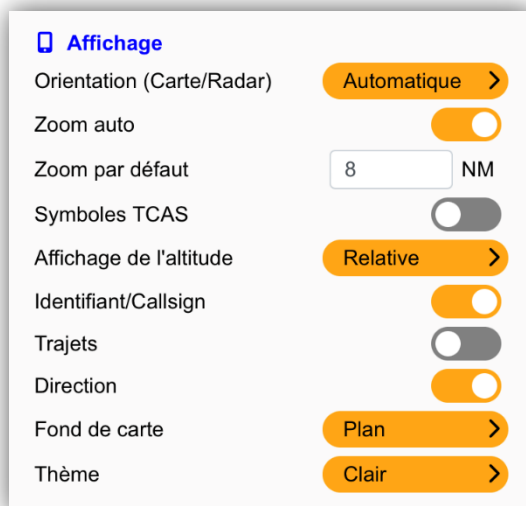 Affichage
Orientation (Carte/Radar) Automatique
Zoom auto
Zoom par défaut 8 NM
Symboles TCAS
Affichage de l'altitude Relative
Identifiant/Callsign
Trajets
Direction
Fond de carte Plan
Thème Clair